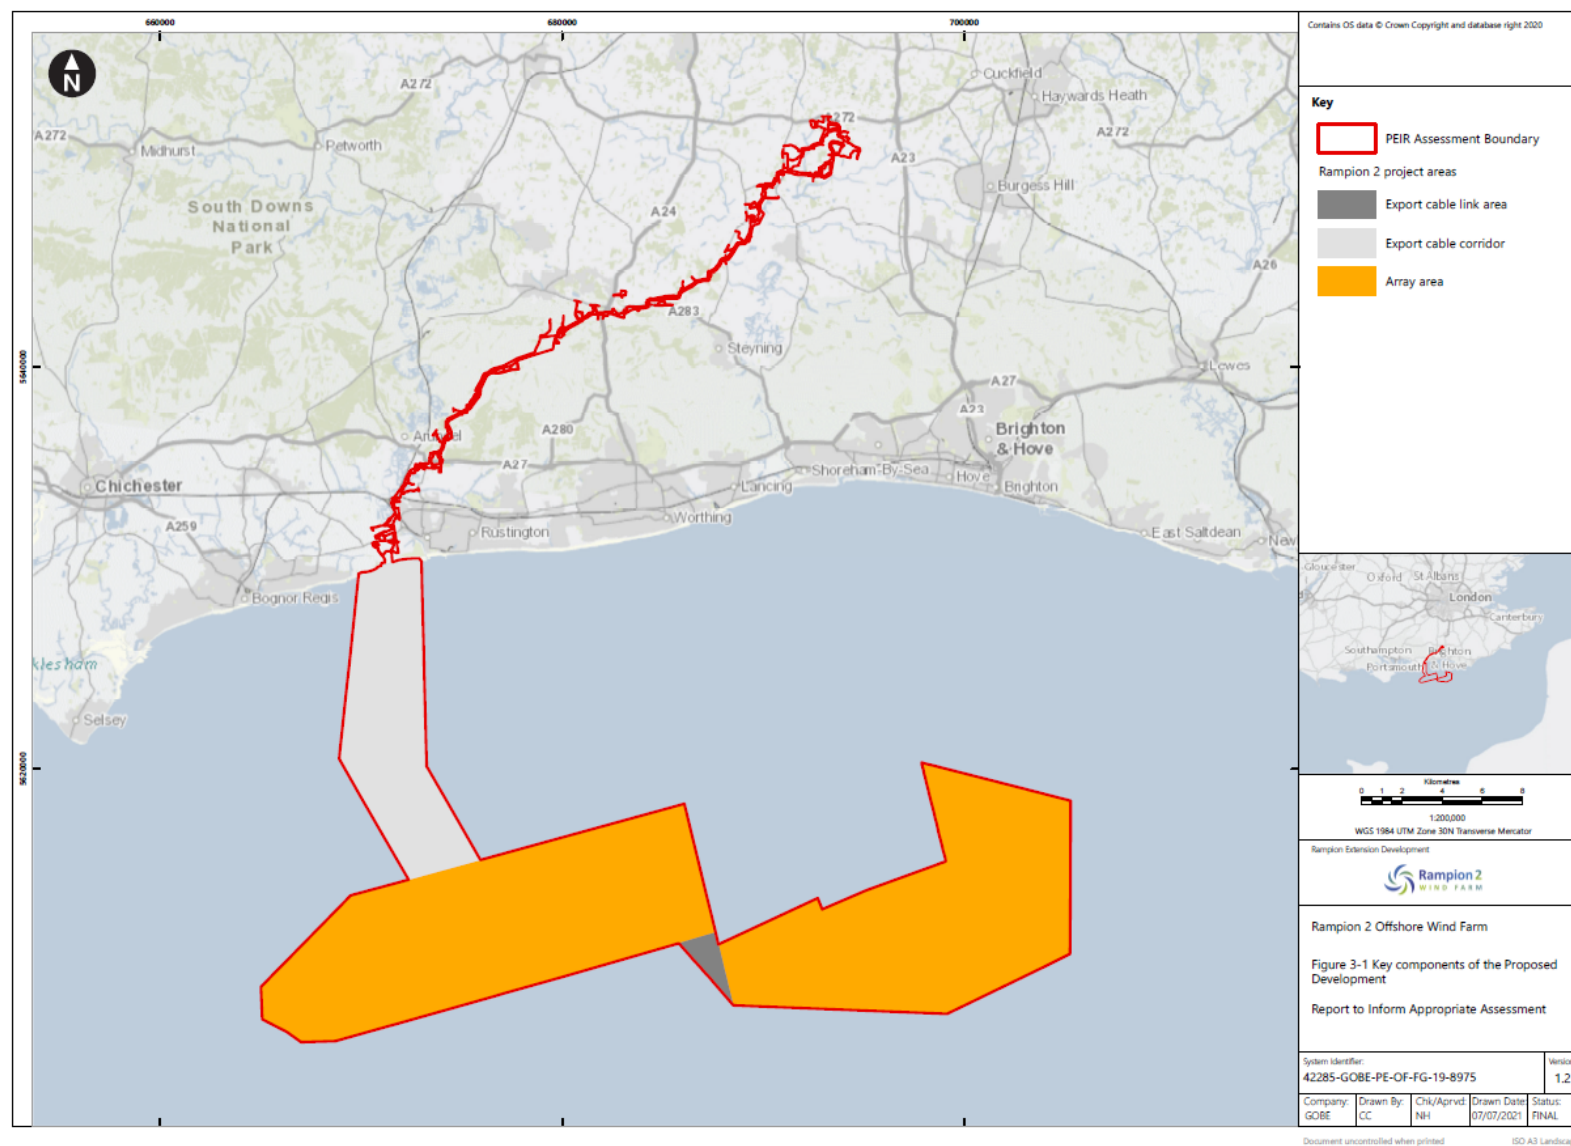 660000
680000
700000
5640000
5620000
N
A272
A272
Midhurst
Petworth
A272
Cuckfield
Haywards Heath
A272
A23
Burgess Hill
South Downs
National
Park
A24
A26
A283
Steyning
Lewes
A27
A23
Brighton
& Hove
Arundel
A280
A27
Shoreham-By-Sea
Hove
Brighton
Chichester
Lancing
A259
Rustington
Worthing
East Saltdean
New
Bognor Regis
klesham
Selsey
Contains OS data © Crown Copyright and database right 2020
Key
PEIR Assessment Boundary
Rampion 2 project areas
Export cable link area
Export cable corridor
Array area
Gloucester
Oxford
St Albans
London
Canterbury
Southampton
Brighton
Portsmouth
& Hove
Kilometres
0 1 2 4 6 8
1:200,000
WGS 1984 UTM Zone 30N Transverse Mercator
Rampion Extension Development
Rampion 2
WIND FARM
Rampion 2 Offshore Wind Farm
Figure 3-1 Key components of the Proposed
Development
Report to Inform Appropriate Assessment
System Identifier:
42285-GOBE-PE-OF-FG-19-8975
Versio
1.2
Company:
GOBE
Drawn By:
CC
Chk/Aprvd:
NH
Drawn Date:
07/07/2021
Status:
FINAL
Document uncontrolled when printed
ISO A3 Landsca